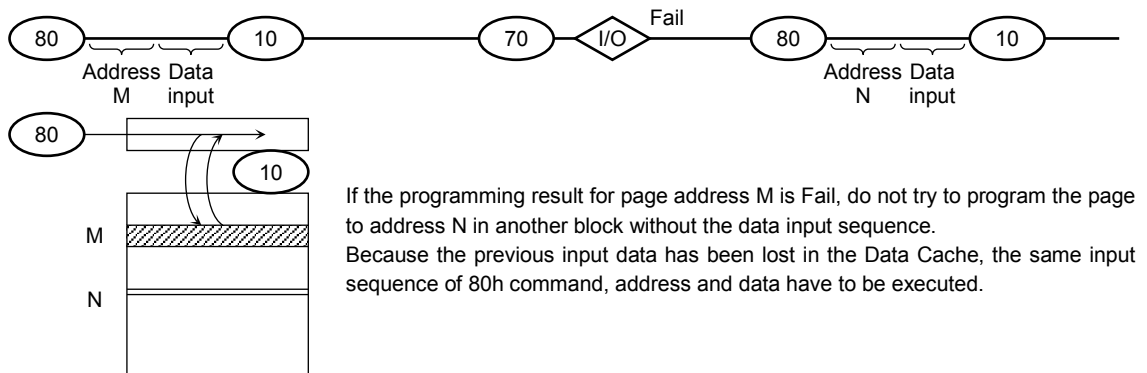 Fail
80 10 70 I/O 80 10
Address Data Address Data
M input N input
80
10
If the programming result for page address M is Fail, do not try to program the page
to address N in another block without the data input sequence.
M
Because the previous input data has been lost in the Data Cache, the same input
N
sequence of 80h command, address and data have to be executed.